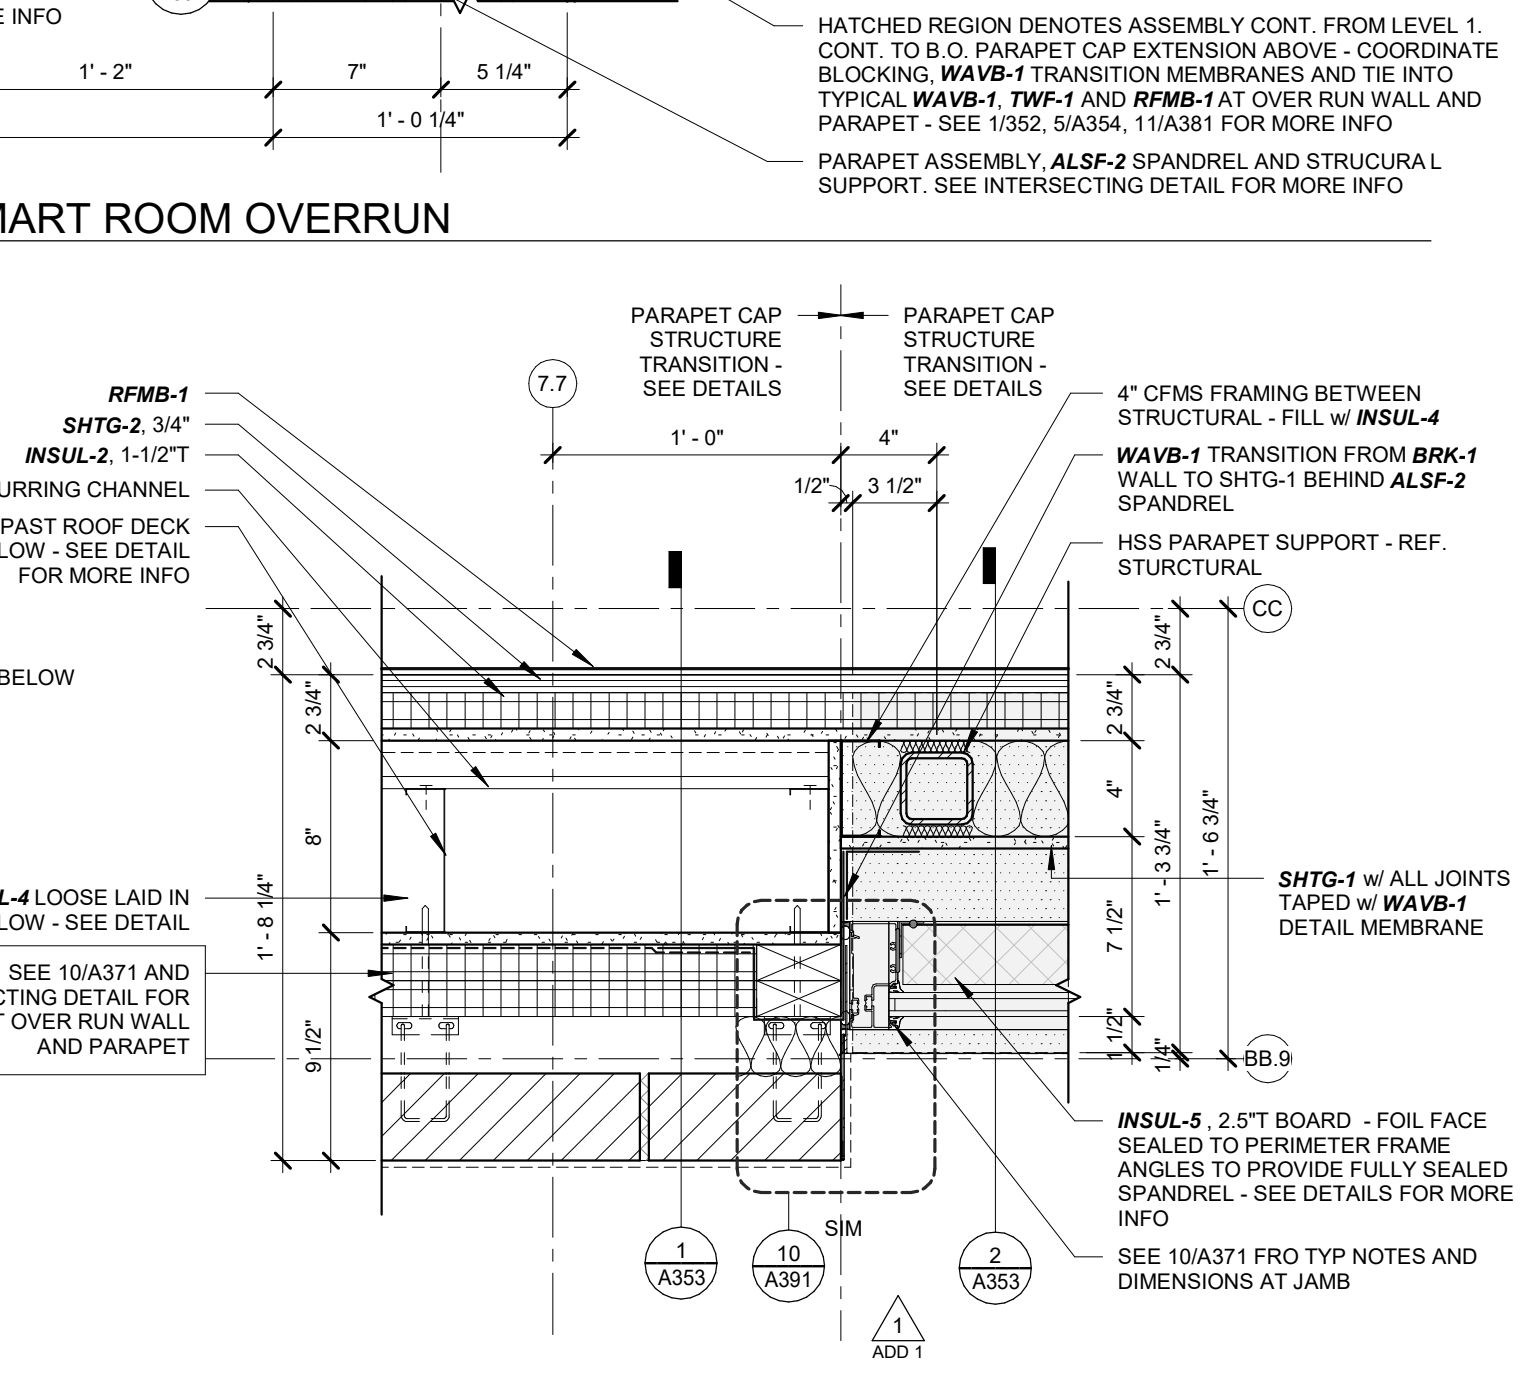 E INFO
1' - 2"
7"
5 1/4"
1' - 0 1/4"
HATCHED REGION DENOTES ASSEMBLY CONT. FROM LEVEL 1.
CONT. TO B.O. PARAPET CAP EXTENSION ABOVE - COORDINATE
BLOCKING, WAVB-1 TRANSITION MEMBRANES AND TIE INTO
TYPICAL WAVB-1, TWF-1 AND RFMB-1 AT OVER RUN WALL AND
PARAPET - SEE 1/352, 5/A354, 11/A381 FOR MORE INFO
PARAPET ASSEMBLY, ALSF-2 SPANDREL AND STRUCURA L
SUPPORT. SEE INTERSECTING DETAIL FOR MORE INFO
MART ROOM OVERRUN
PARAPET CAP
STRUCTURE
TRANSITION -
SEE DETAILS
PARAPET CAP
STRUCTURE
TRANSITION -
SEE DETAILS
7.7
1' - 0"
4"
1/2"
3 1/2"
RFMB-1
SHTG-2, 3/4"
INSUL-2, 1-1/2"T
URRING CHANNEL
PAST ROOF DECK
LOW - SEE DETAIL
FOR MORE INFO
BELOW
L-4 LOOSE LAID IN
LOW - SEE DETAIL
SEE 10/A371 AND
CTING DETAIL FOR
T OVER RUN WALL
AND PARAPET
2 3/4"
2 3/4"
8"
1' - 8 1/4"
9 1/2"
4" CFMS FRAMING BETWEEN
STRUCTURAL - FILL w/ INSUL-4
WAVB-1 TRANSITION FROM BRK-1
WALL TO SHTG-1 BEHIND ALSF-2
SPANDREL
HSS PARAPET SUPPORT - REF.
STURCTURAL
CC
2 3/4"
2 3/4"
4"
1' - 3 3/4"
1' - 6 3/4"
7 1/2"
1 1/2"
1/4"
BB.9
SHTG-1 w/ ALL JOINTS
TAPED w/ WAVB-1
DETAIL MEMBRANE
INSUL-5 , 2.5"T BOARD - FOIL FACE
SEALED TO PERIMETER FRAME
ANGLES TO PROVIDE FULLY SEALED
SPANDREL - SEE DETAILS FOR MORE
INFO
SEE 10/A371 FRO TYP NOTES AND
DIMENSIONS AT JAMB
SIM
1
A353
10
A391
2
A353
1
ADD 1